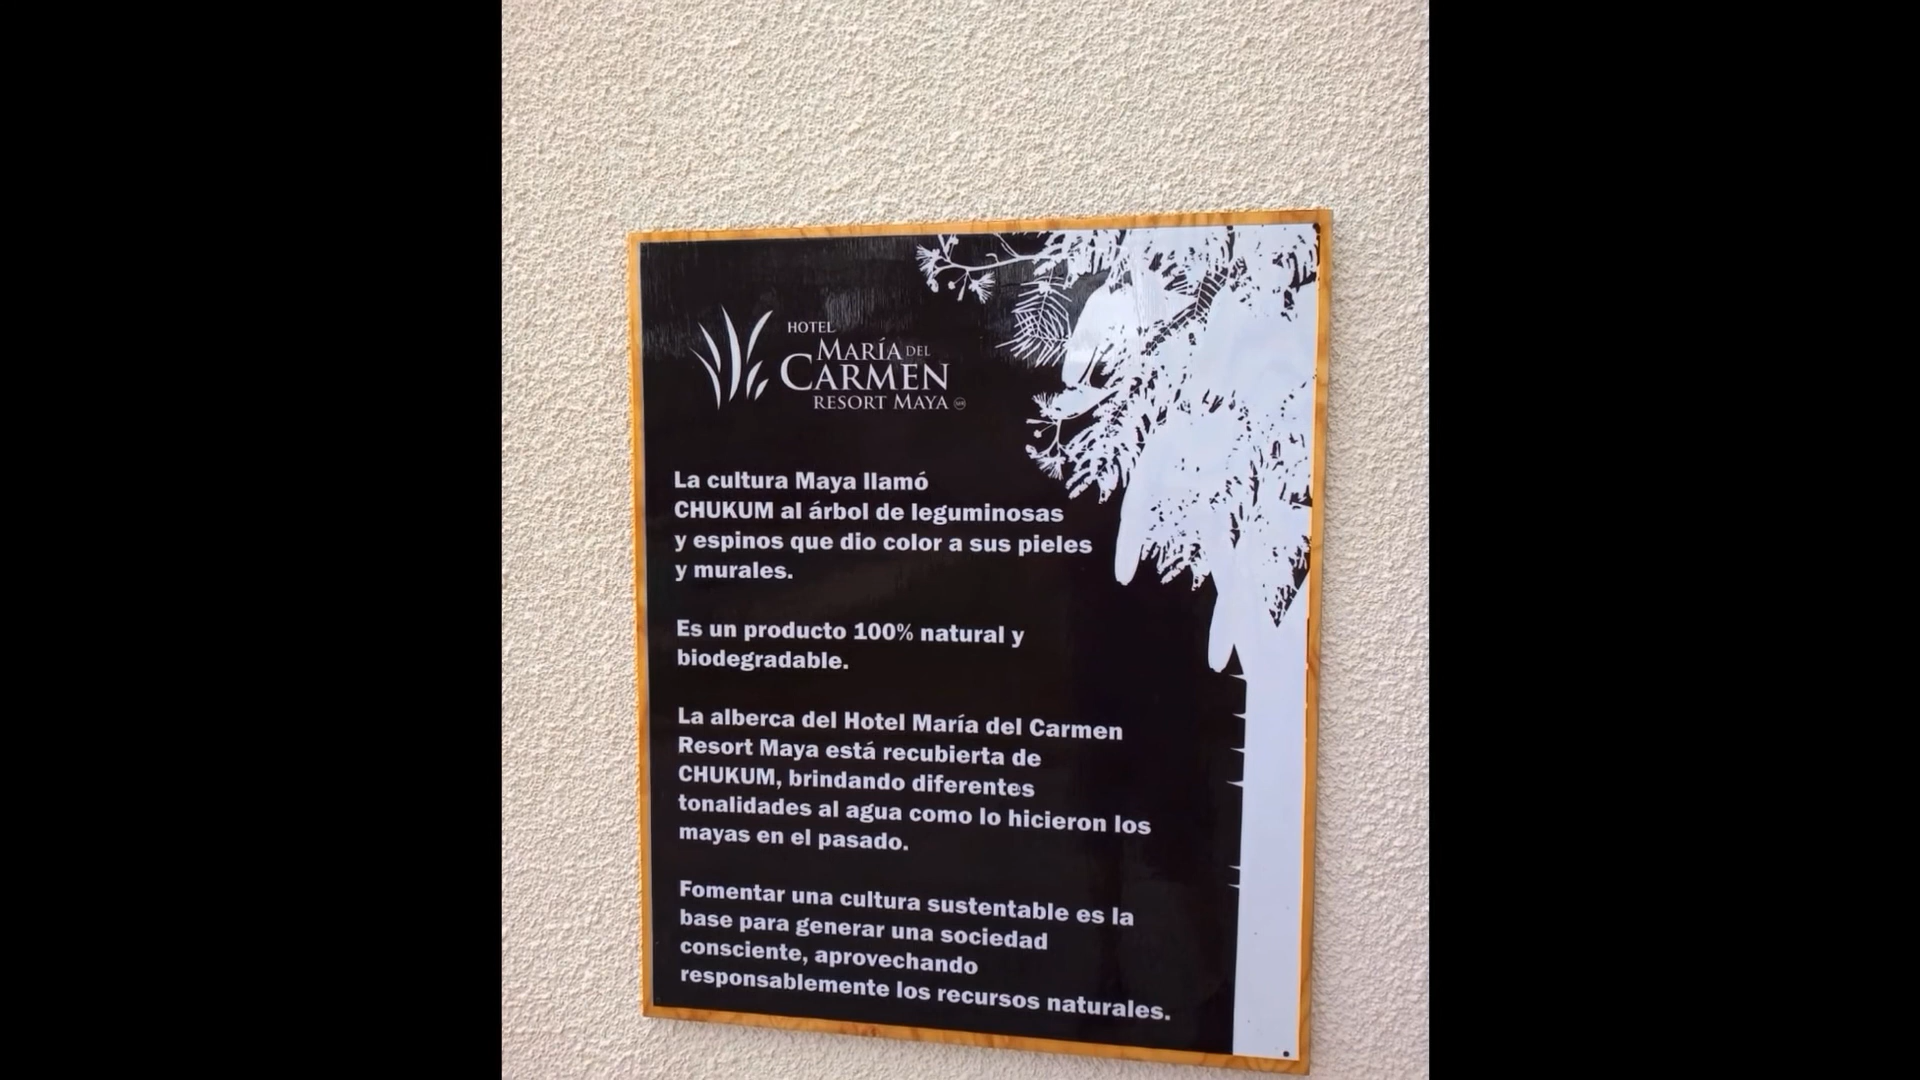 HOTEL
MARÍA DEL
CARMEN
RESORT MAYA
La cultura Maya llamó
CHUKUM al árbol de leguminosas
y espinos que dio color a sus pieles
y murales.
Es un producto 100% natural y
biodegradable.
La alberca del Hotel María del Carmen
Resort Maya está recubierta de
CHUKUM, brindando diferentes
tonalidades al agua como lo hicieron los
mayas en el pasado.
Fomentar una cultura sustentable es la
base para generar una sociedad
consciente, aprovechando
responsablemente los recursos naturales.